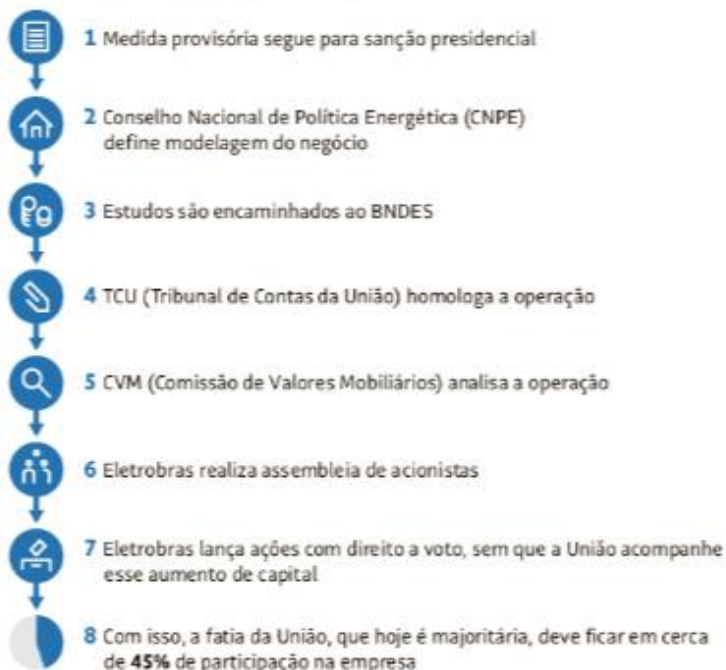 1 Medida provisória segue para sanção presidencial
2 Conselho Nacional de Política Energética (CNPE)
define modelagem do negócio
3 Estudos são encaminhados ao BNDES
4 TCU (Tribunal de Contas da União) homologa a operação
5 CVM (Comissão de Valores Mobiliários) analisa a operação
6 Eletrobras realiza assembleia de acionistas
7 Eletrobras lança ações com direito a voto, sem que a União acompanhe
esse aumento de capital
8 Com isso, a fatia da União, que hoje é majoritária, deve ficar em cerca
de 45% de participação na empresa